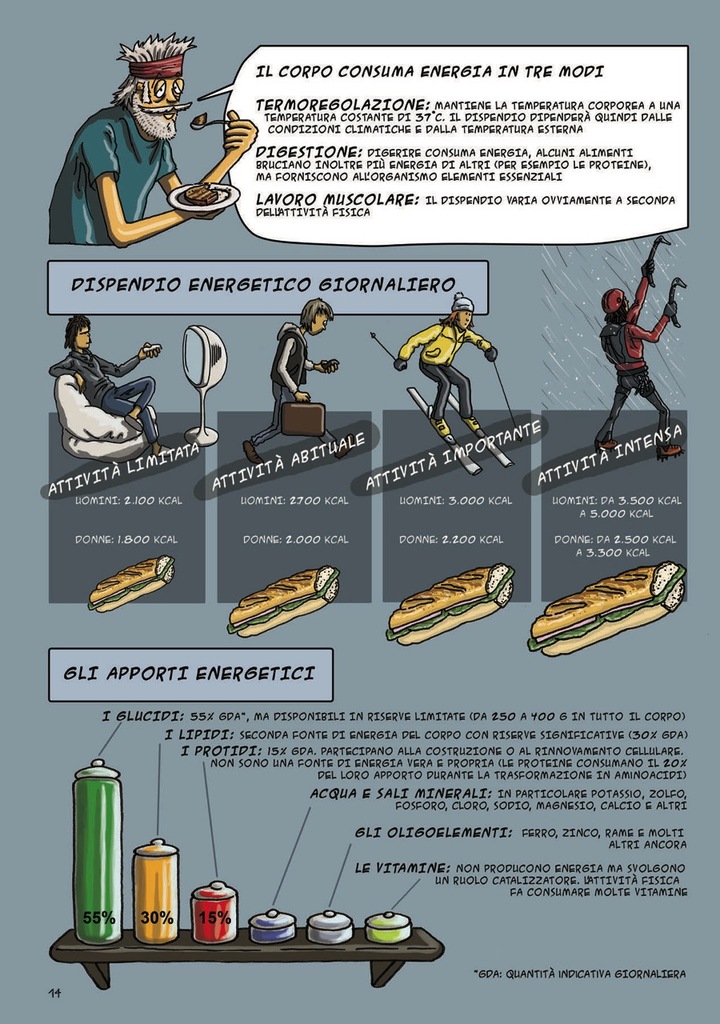 IL CORPO CONSUMA ENERGIA IN TRE MODI
TERMOREGOLAZIONE: MANTIENE LA TEMPERATURA CORPOREA A UNA
TEMPERATURA COSTANTE DI 37°C. IL DISPENDIO DIPENDERÀ QUINDI DALLE
CONDIZIONI CLIMATICHE E DALLA TEMPERATURA ESTERNA
DIGESTIONE: DIGERIRE CONSUMA ENERGIA, ALCUNI ALIMENTI
BRUCIANO INOLTRE PIÙ ENERGIA DI ALTRI (PER ESEMPIO LE PROTEINE),
MA FORNISCONO ALL'ORGANISMO ELEMENTI ESSENZIALI
LAVORO MUSCOLARE: IL DISPENDIO VARIA OVVIAMENTE A SECONDA
DELL'ATTIVITÀ FISICA
DISPENDIO ENERGETICO GIORNALIERO
ATTIVITÀ LIMITATA
UOMINI: 2.100 KCAL
DONNE: 1.800 KCAL
ATTIVITÀ ABITUALE
UOMINI: 2700 KCAL
DONNE: 2.000 KCAL
ATTIVITÀ IMPORTANTE
UOMINI: 3.000 KCAL
DONNE: 2.200 KCAL
ATTIVITÀ INTENSA
UOMINI: DA 3.500 KCAL
A 5.000 KCAL
DONNE: DA 2.500 KCAL
A 3.300 KCAL
GLI APPORTI ENERGETICI
I GLUCIDI: 55% GDA*, MA DISPONIBILI IN RISERVE LIMITATE (DA 250 A 400 G IN TUTTO IL CORPO)
I LIPIDI: SECONDA FONTE DI ENERGIA DEL CORPO CON RISERVE SIGNIFICATIVE (30% GDA)
I PROTIDI: 15% GDA. PARTECIPANO ALLA COSTRUZIONE O AL RINNOVAMENTO CELLULARE.
NON SONO UNA FONTE DI ENERGIA VERA E PROPRIA (LE PROTEINE CONSUMANO IL 20%
DEL LORO APPORTO DURANTE LA TRASFORMAZIONE IN AMINOACIDI)
ACQUA E SALI MINERALI: IN PARTICOLARE POTASSIO, ZOLFO,
FOSFORO, CLORO, SODIO, MAGNESIO, CALCIO E ALTRI
GLI OLIGOELEMENTI: FERRO, ZINCO, RAME E MOLTI
ALTRI ANCORA
LE VITAMINE: NON PRODUCONO ENERGIA MA SVOLGONO
UN RUOLO CATALIZZATORE. L'ATTIVITÀ FISICA
FA CONSUMARE MOLTE VITAMINE
55%
30%
15%
*GDA: QUANTITÀ INDICATIVA GIORNALIERA
14